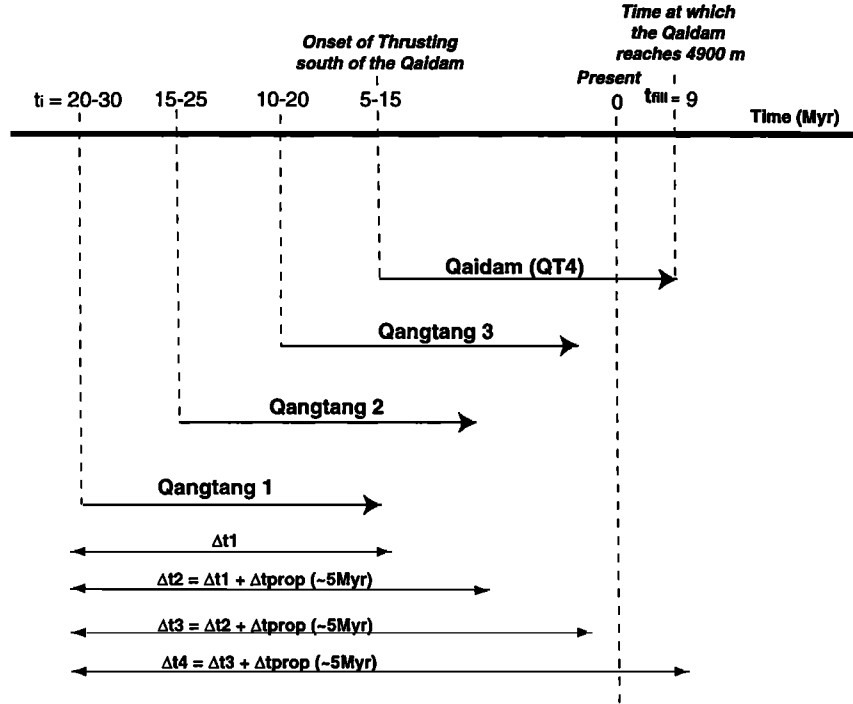 Time at which
the Qaidam
reaches 4900 m
Onset of Thrusting
south of the Qaidam
Present
ti = 20-30 15-25 10-20 5-15 0 tfill = 9
Time (Myr)
Qaidam (QT4)
Qangtang 3
Qangtang 2
Qangtang 1
Δt1
Δt2 = Δt1 + Δtprop (~5Myr)
Δt3 = Δt2 + Δtprop (~5Myr)
Δt4 = Δt3 + Δtprop (~5Myr)